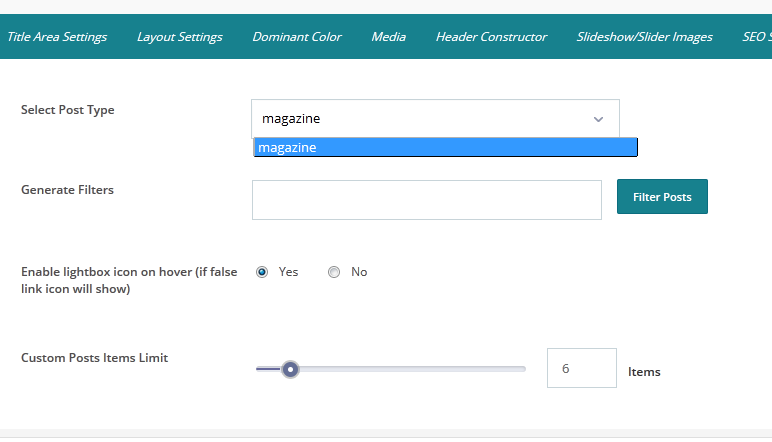 Title Area Settings Layout Settings Dominant Color Media Header Constructor Slideshow/Slider Images SEO S
Select Post Type
magazine
magazine
Generate Filters
Filter Posts
Enable lightbox icon on hover (if false
link icon will show)
Yes No
Custom Posts Items Limit
6 Items